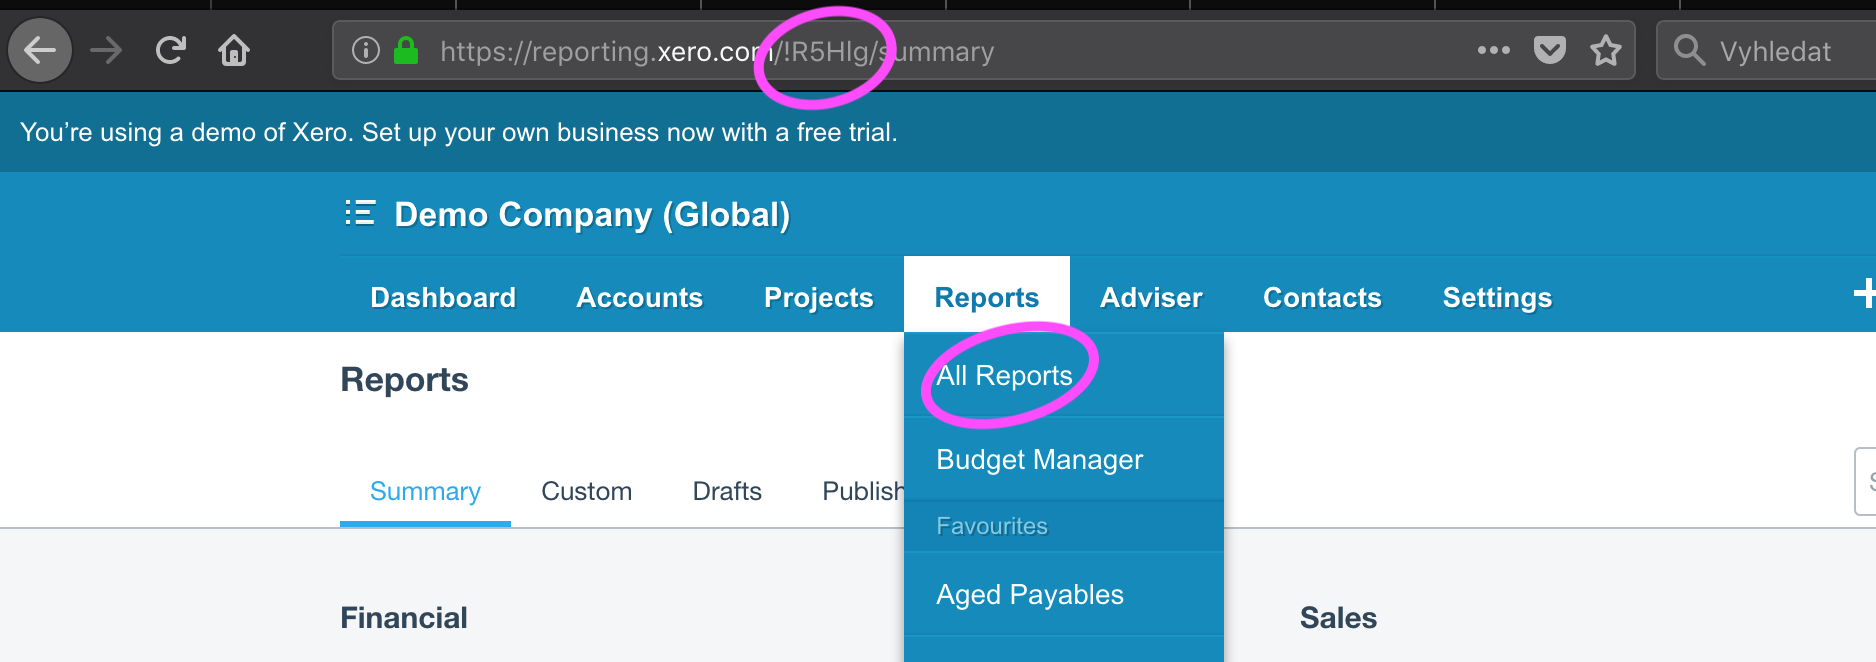 https://reporting.xero.com/!R5HIg/summary
Vyhledat
You’re using a demo of Xero. Set up your own business now with a free trial.
Demo Company (Global)
Dashboard Accounts Projects Reports Adviser Contacts Settings
Reports
All Reports
Budget Manager
Summary Custom Drafts Publish
Favourites
Aged Payables
Financial
Sales